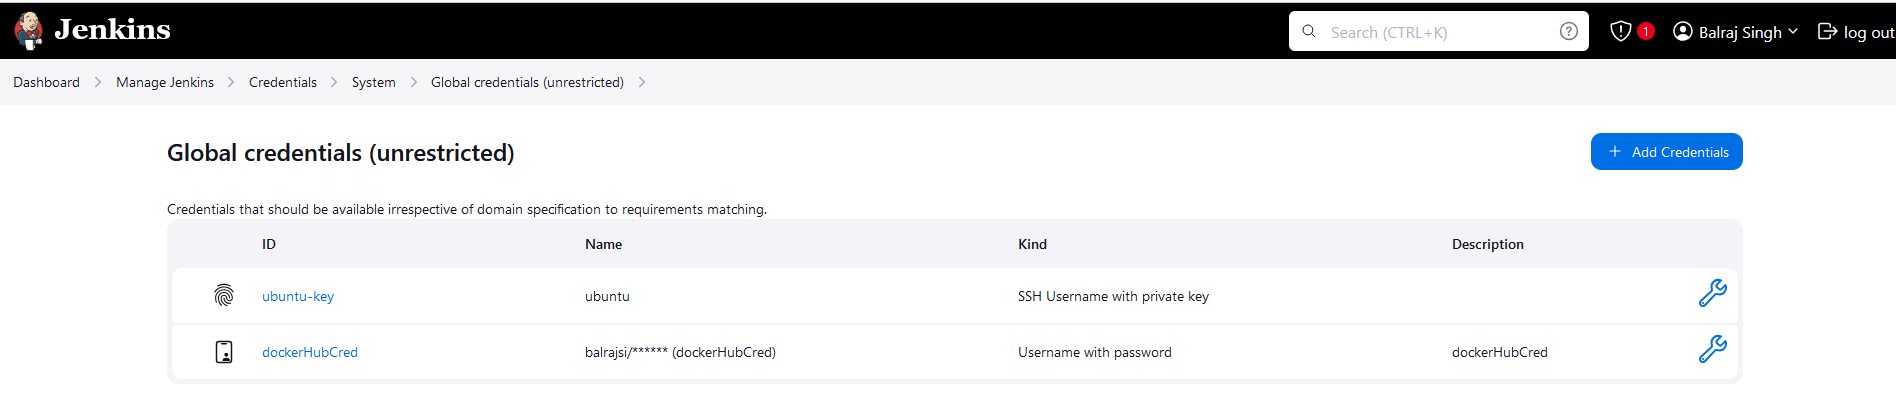 Jenkins
Search (CTRL+K)
1
Balraj Singh
log out
Dashboard
Manage Jenkins
Credentials
System
Global credentials (unrestricted)
Global credentials (unrestricted)
Add Credentials
Credentials that should be available irrespective of domain specification to requirements matching.
ID Name Kind Description
ubuntu-key ubuntu SSH Username with private key
dockerHubCred balrajsi/****** (dockerHubCred) Username with password dockerHubCred